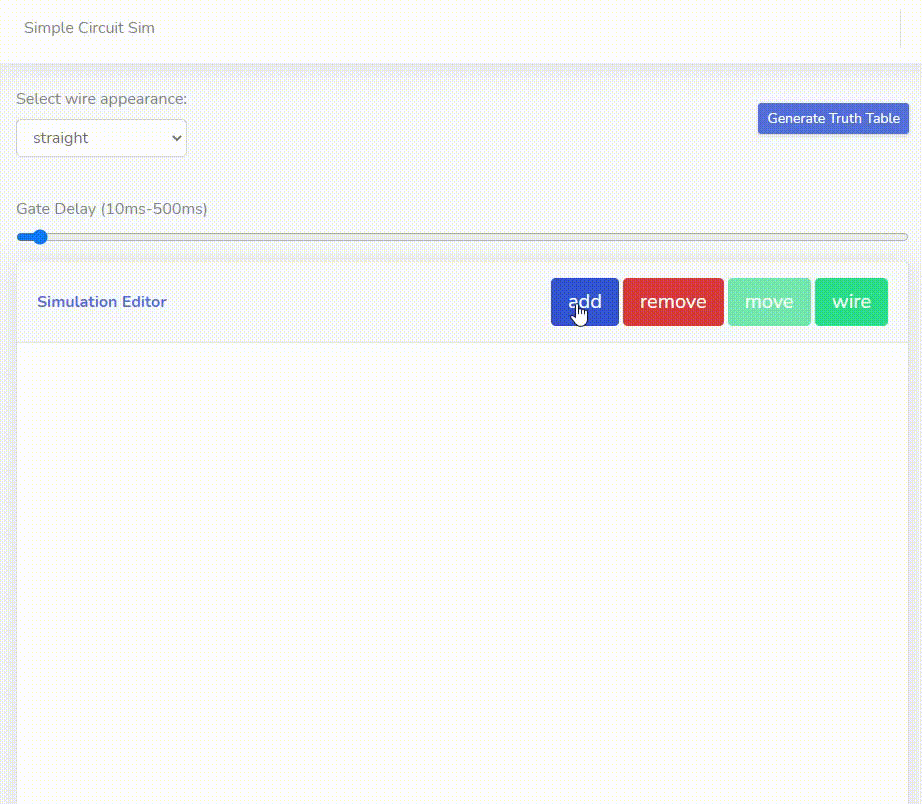 Simple Circuit Sim
Select wire appearance:
straight
Generate Truth Table
Gate Delay (10ms-500ms)
Simulation Editor
add
remove
move
wire